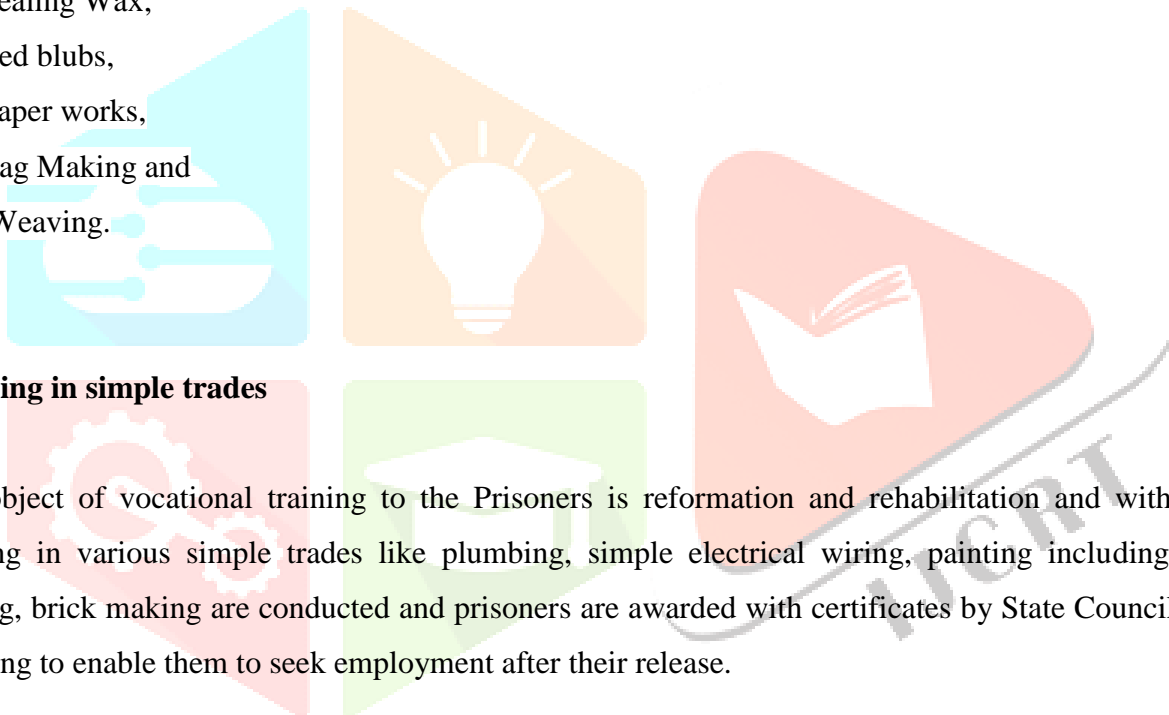 ealing Wax,
ed blubs,
aper works,
ag Making and
Weaving.
ing in simple trades
object of vocational training to the Prisoners is reformation and rehabilitation and with
ng in various simple trades like plumbing, simple electrical wiring, painting including
g, brick making are conducted and prisoners are awarded with certificates by State Council
ing to enable them to seek employment after their release.
IJCRT